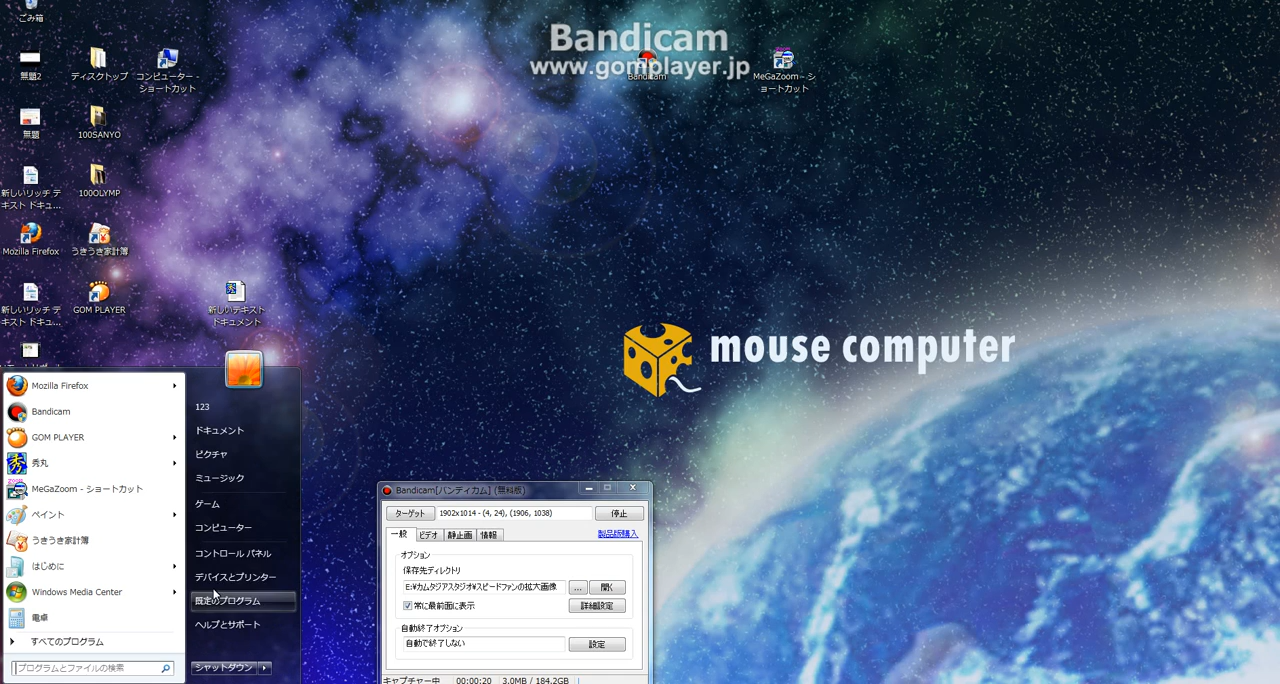 ごみ箱
Bandicam
www.gomplayer.jp
無題2
ディスクトップ
コンピューター -
ショートカット
Bandicam
MeGaZoom - シ
ョートカット
無題
100SANYO
新しいリッチ テ
キスト ドキュ...
100OLYMP
Mozilla Firefox
うきうき家計簿
新しいリッチ テ
キスト ドキュ...
GOM PLAYER
新しいテキスト
ドキュメント
mouse computer
Mozilla Firefox
Bandicam
GOM PLAYER
秀丸
MeGaZoom - ショートカット
ペイント
うきうき家計簿
はじめに
Windows Media Center
電卓
すべてのプログラム
プログラムとファイルの検索
123
ドキュメント
ピクチャ
ミュージック
ゲーム
コンピューター
コントロール パネル
デバイスとプリンター
既定のプログラム
ヘルプとサポート
シャットダウン
Bandicam[バンディカム] (無料版)
ターゲット 1902x1014 - (4, 24), (1906, 1038) 停止
一般 ビデオ 静止画 情報 製品版購入
オプション
保存先ディレクトリ
E:¥カムタジアスタジオ¥スピードファンの拡大画像 ... 開く
常に最前面に表示 詳細設定
自動終了オプション
自動で終了しない 設定
キャプチャー中 00:00:20 3.0MB / 184.2GB